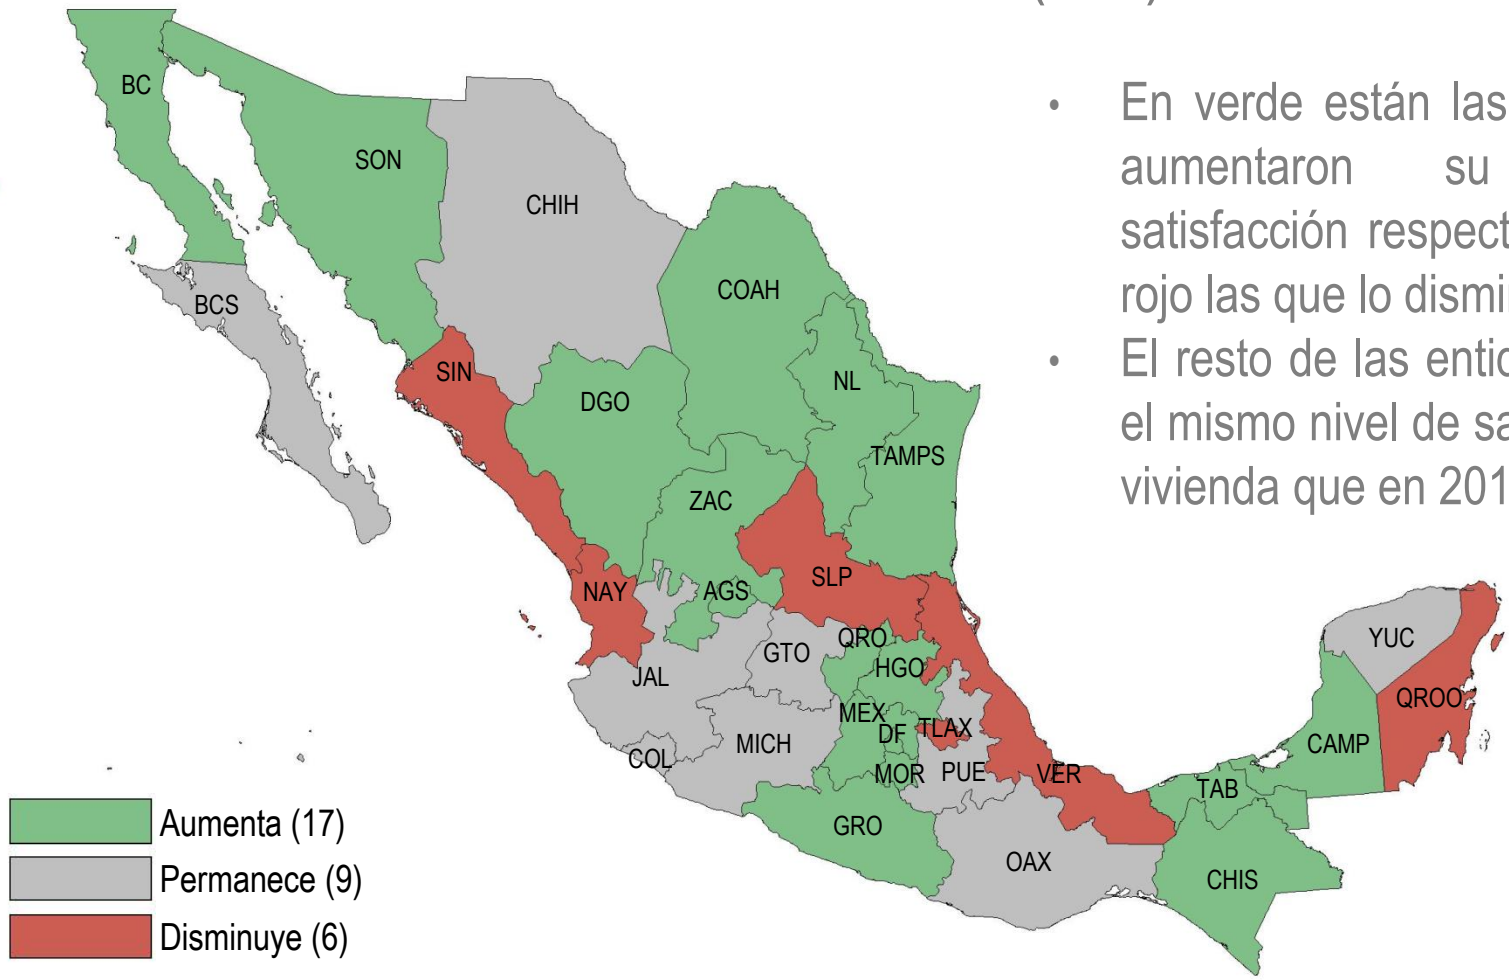 BC
SON
CHIH
COAH
BCS
SIN
DGO
NL
TAMPS
ZAC
SLP
NAY
AGS
QRO
GTO
HGO
JAL
MEX
DF
TLAX
MICH
COL
MOR
PUE
VER
GRO
OAX
TAB
CHIS
CAMP
YUC
QROO
Aumenta (17)
Permanece (9)
Disminuye (6)
• En verde están las
aumentaron su
satisfacción respect
rojo las que lo dismi
• El resto de las entid
el mismo nivel de sa
vivienda que en 201